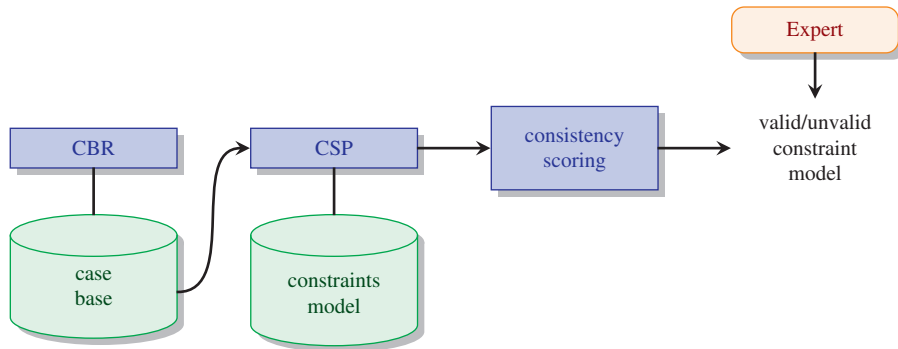 Expert
CBR
CSP
consistency
scoring
valid/unvalid
constraint
model
case
base
constraints
model